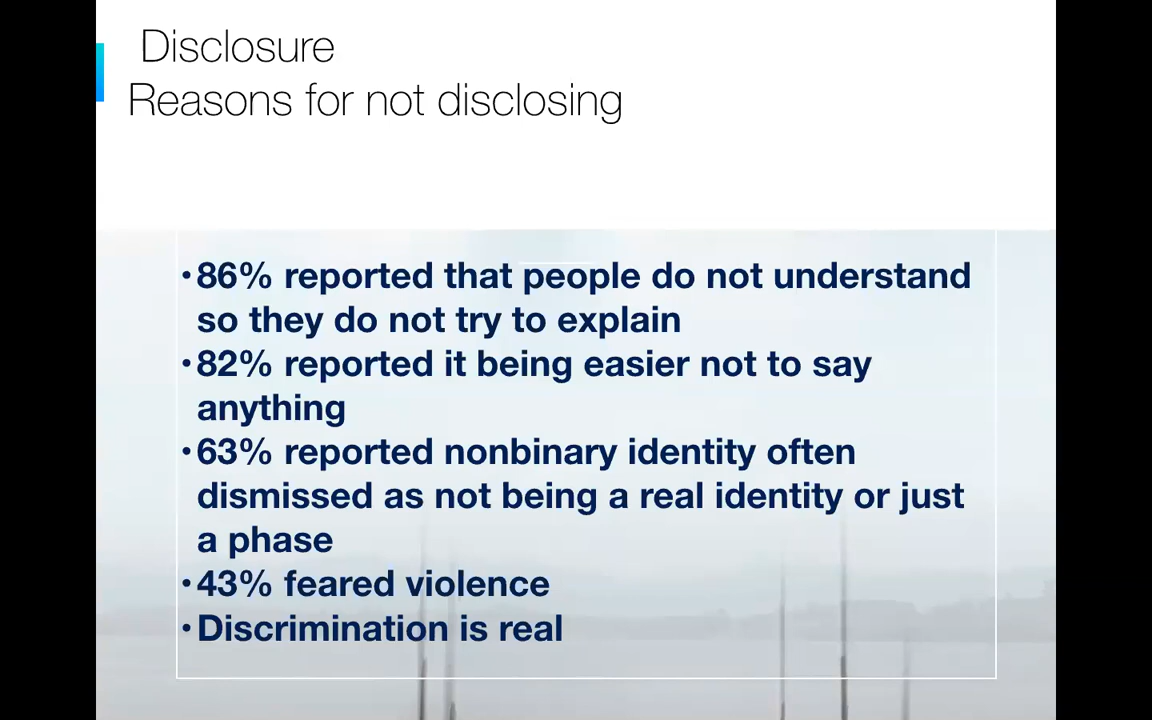 Disclosure
Reasons for not disclosing
•86% reported that people do not understand
so they do not try to explain
•82% reported it being easier not to say
anything
•63% reported nonbinary identity often
dismissed as not being a real identity or just
a phase
•43% feared violence
•Discrimination is real